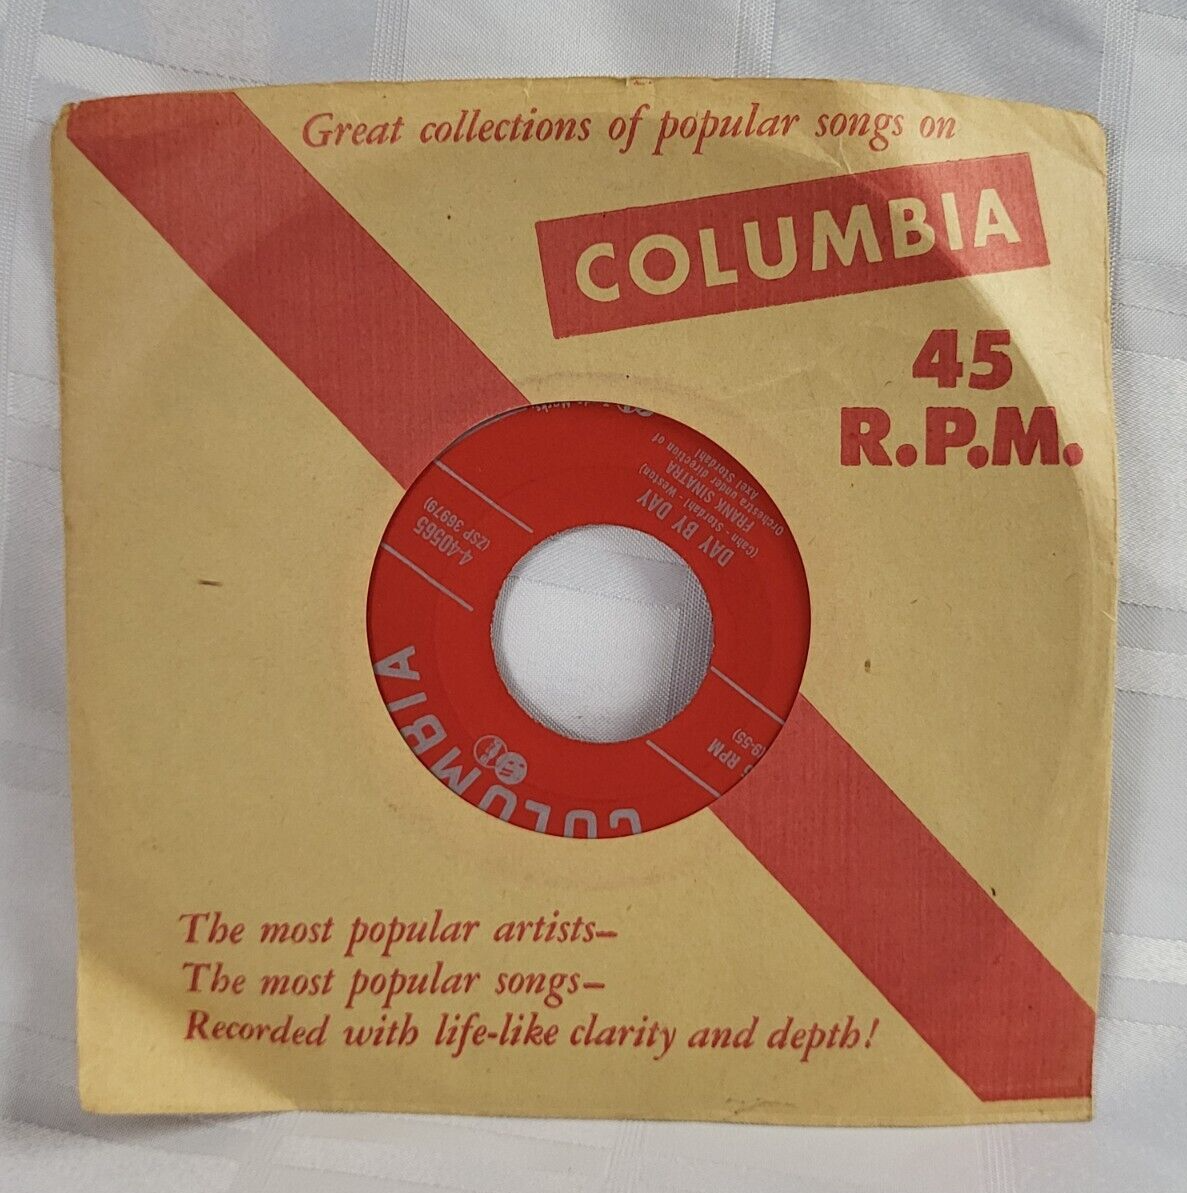 Great collections of popular songs on
COLUMBIA
45
R.P.M.
DAY BY DAY
(Cahn - Stordahl - Weston)
FRANK SINATRA
Orchestra under direction of
Axel Stordahl
4-40565
(ZSP 36979)
RPM
COLUMBIA
The most popular artists—
The most popular songs—
Recorded with life-like clarity and depth!